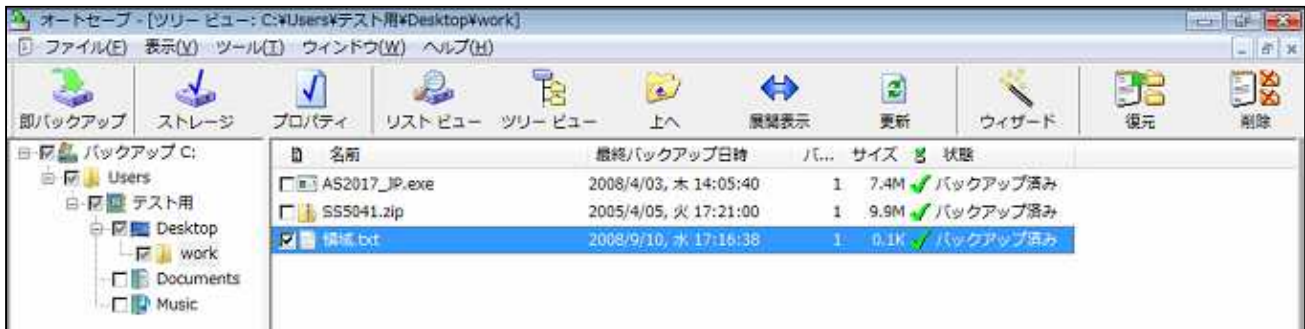 オートセーブ - [ツリー ビュー: C:¥Users¥テスト用¥Desktop¥work]
ファイル(F) 表示(V) ツール(T) ウィンドウ(W) ヘルプ(H)
即バックアップ ストレージ プロパティ リスト ビュー ツリー ビュー 上へ 展開表示 更新 ウィザード 復元 削除
バックアップ C:
Users
テスト用
Desktop
work
Documents
Music
名前 最終バックアップ日時 バ... サイズ 状態
AS2017_JP.exe 2008/4/03, 木 14:05:40 1 7.4M バックアップ済み
SS5041.zip 2005/4/05, 火 17:21:00 1 9.9M バックアップ済み
領域.txt 2008/9/10, 水 17:16:38 1 0.1K バックアップ済み